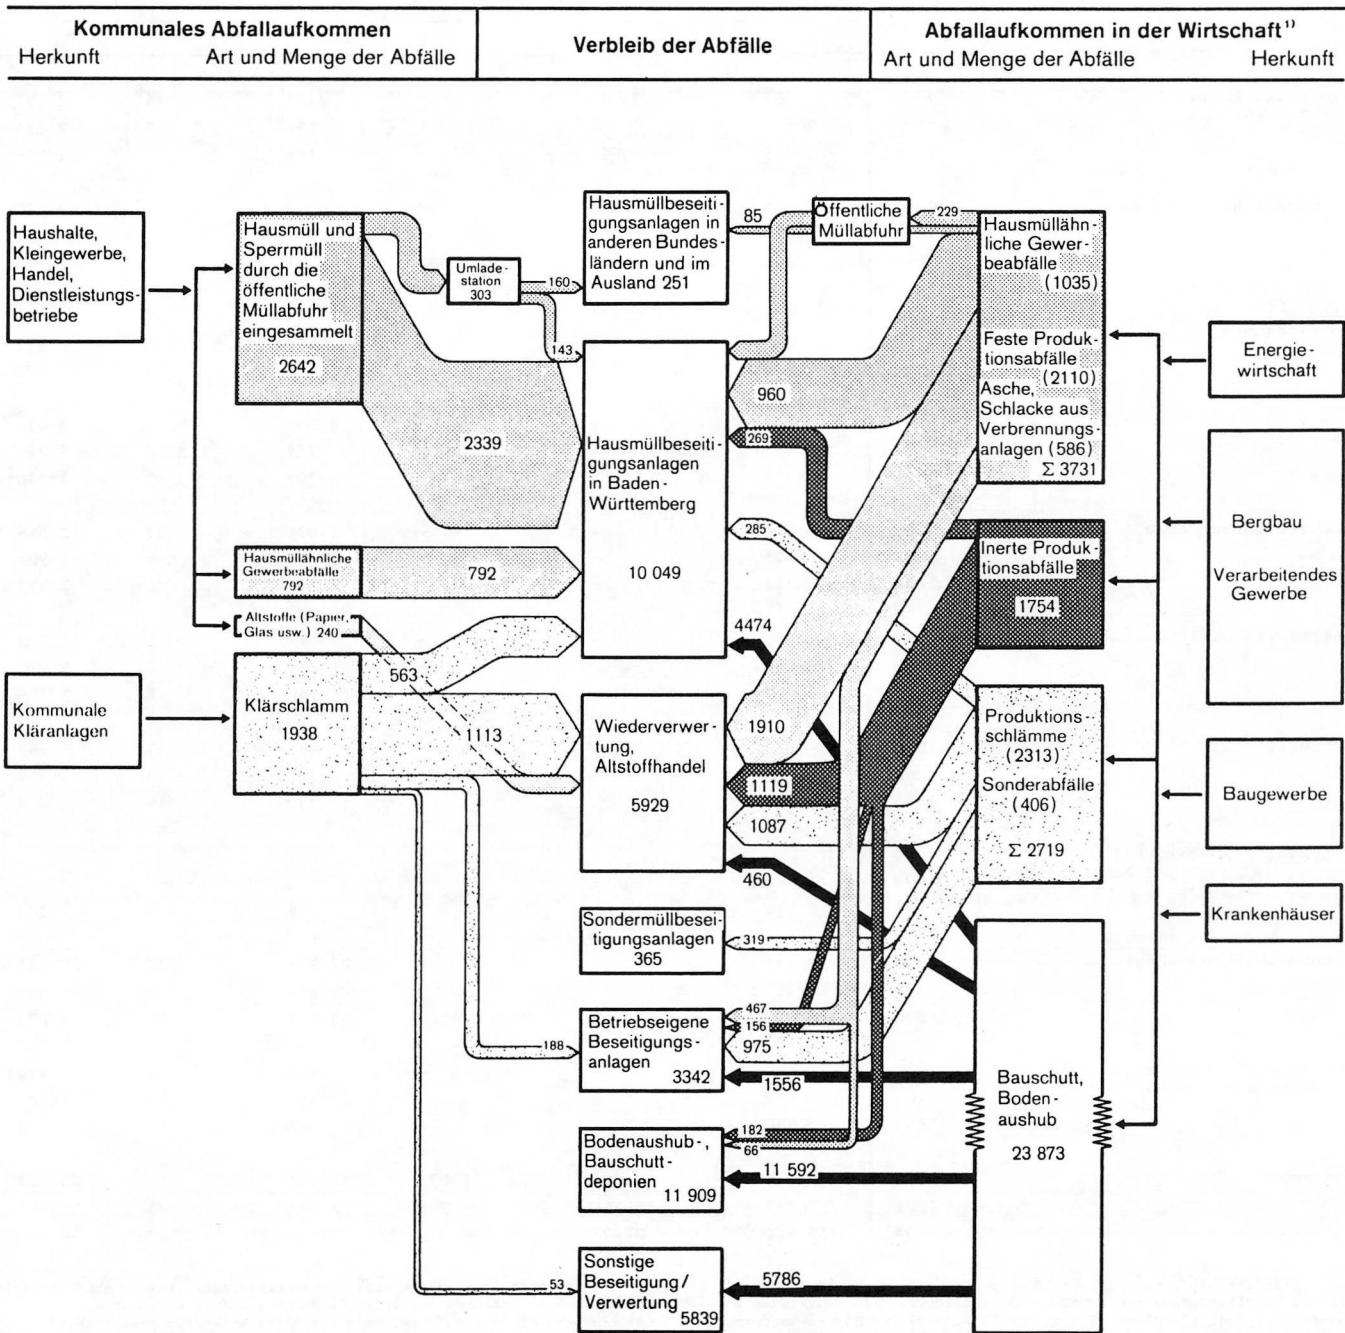 Kommunales Abfallaufkommen
Herkunft Art und Menge der Abfälle
Verbleib der Abfälle
Abfallaufkommen in der Wirtschaft¹⁾
Art und Menge der Abfälle Herkunft
Haushalte,
Kleingewerbe,
Handel,
Dienstleistungs-
betriebe
Kommunale
Kläranlagen
Hausmüll und
Sperrmüll
durch die
öffentliche
Müllabfuhr
eingesammelt
2642
Hausmüllähnliche
Gewerbeabfälle
792
Altstoffe (Papier,
Glas usw.) 240
Klärschlamm
1938
Umlade-
station
303
160
143
2339
792
563
1113
188
53
Hausmüllbeseiti-
gungsanlagen in
anderen Bundes-
ländern und im
Ausland 251
Hausmüllbeseiti-
gungsanlagen
in Baden-
Württemberg
10 049
Wiederverwer-
tung,
Altstoffhandel
5929
Sondermüllbesei-
tigungsanlagen
365
Betriebseigene
Beseitigungs-
anlagen
3342
Bodenaushub-,
Bauschutt-
deponien
11 909
Sonstige
Beseitigung/
Verwertung
5839
85
Öffentliche
Müllabfuhr
229
960
269
285
4474
1910
1119
1087
460
319
467
156
975
1556
182
66
11 592
5786
Hausmüllähn-
liche Gewer-
beabfälle
(1035)
Feste Produk-
tionsabfälle
(2110)
Asche,
Schlacke aus
Verbrennungs-
anlagen (586)
Σ 3731
Inerte Produk-
tionsabfälle
1754
Produktions-
schlämme
(2313)
Sonderabfälle
(406)
Σ 2719
Bauschutt,
Boden-
aushub
23 873
Energie-
wirtschaft
Bergbau
Verarbeitendes
Gewerbe
Baugewerbe
Krankenhäuser